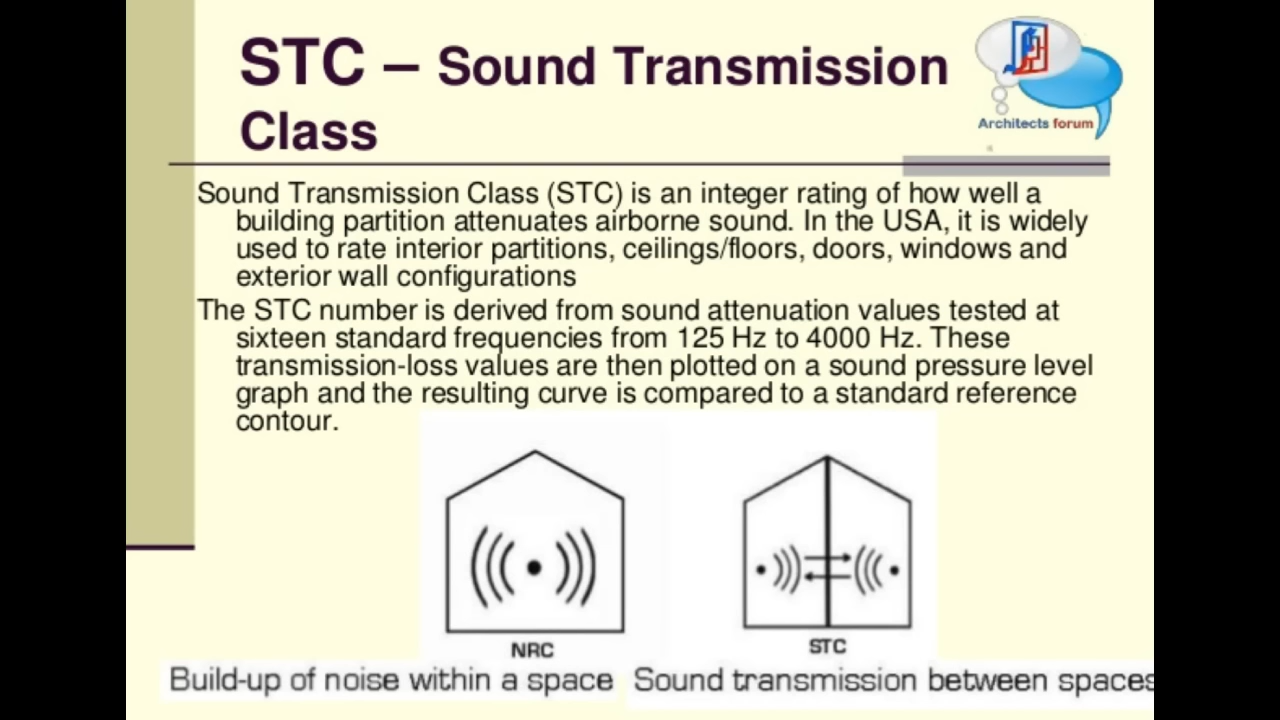 STC – Sound Transmission
Class
Architects forum
Sound Transmission Class (STC) is an integer rating of how well a
building partition attenuates airborne sound. In the USA, it is widely
used to rate interior partitions, ceilings/floors, doors, windows and
exterior wall configurations
The STC number is derived from sound attenuation values tested at
sixteen standard frequencies from 125 Hz to 4000 Hz. These
transmission-loss values are then plotted on a sound pressure level
graph and the resulting curve is compared to a standard reference
contour.
NRC
STC
Build-up of noise within a space
Sound transmission between spaces